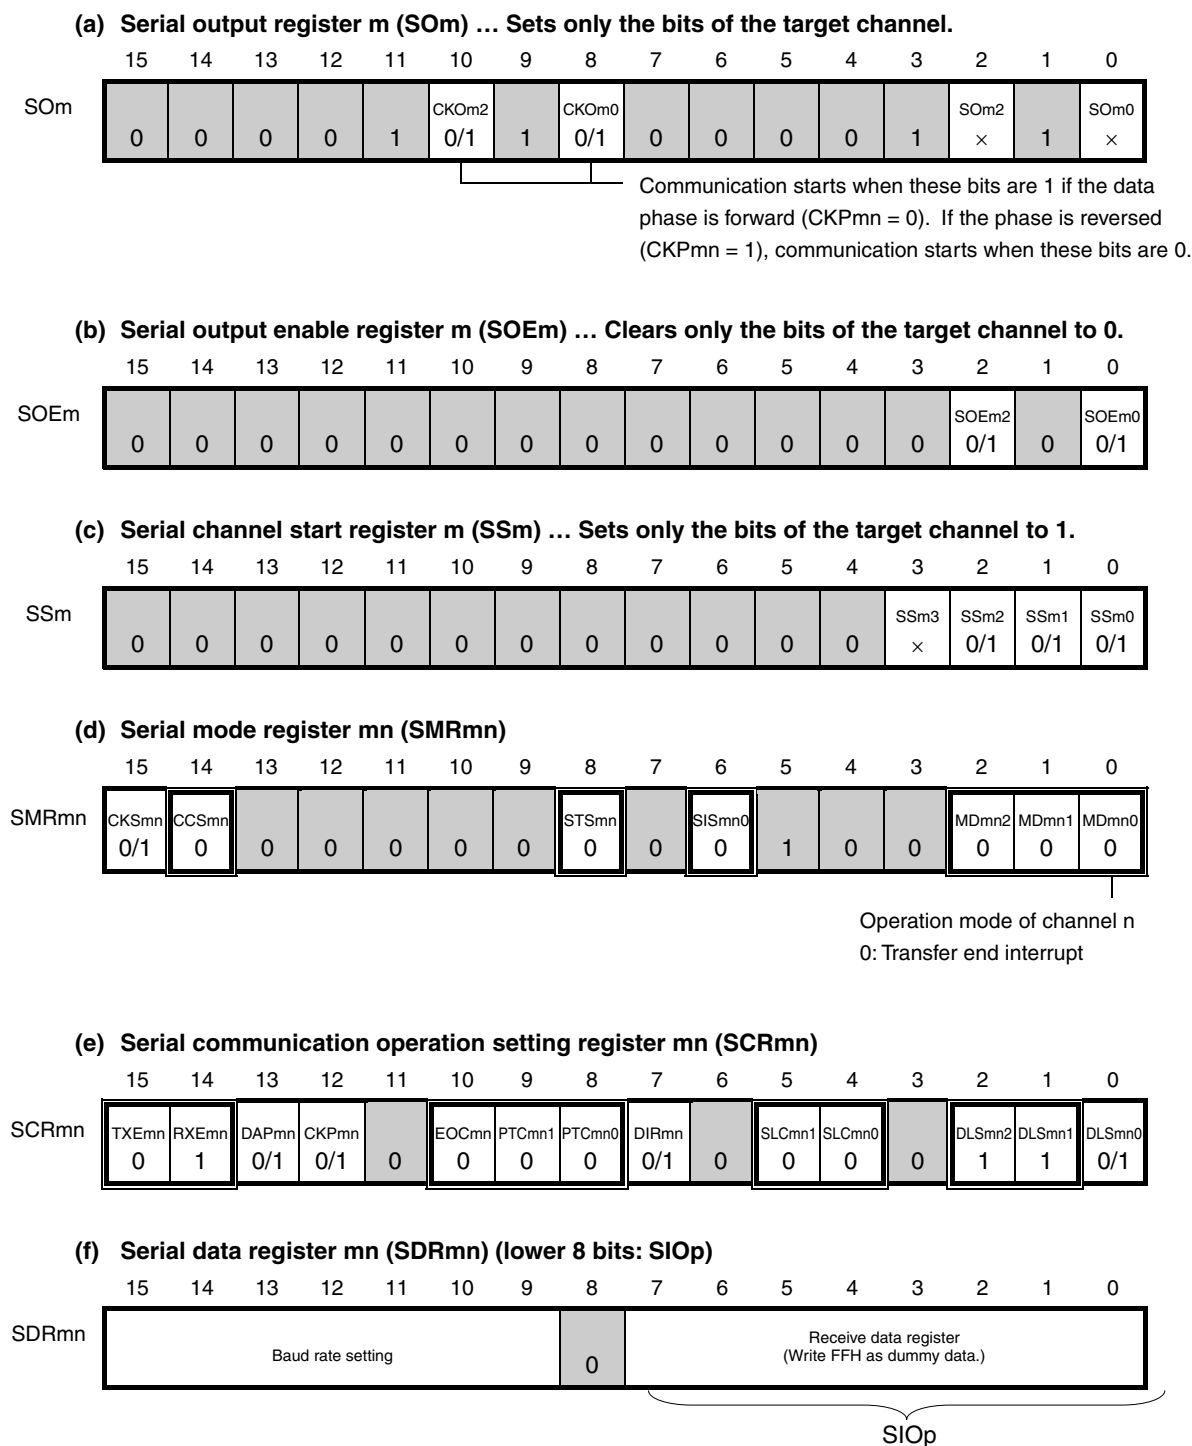 (a) Serial output register m (SOm) … Sets only the bits of the target channel.
15 14 13 12 11 10 9 8 7 6 5 4 3 2 1 0
SOm
CKOm2 CKOm0 SOm2 SOm0
0 0 0 0 1 0/1 1 0/1 0 0 0 0 1 × 1 ×
Communication starts when these bits are 1 if the data
phase is forward (CKPmn = 0). If the phase is reversed
(CKPmn = 1), communication starts when these bits are 0.
(b) Serial output enable register m (SOEm) … Clears only the bits of the target channel to 0.
15 14 13 12 11 10 9 8 7 6 5 4 3 2 1 0
SOEm
SOEm2 SOEm0
0 0 0 0 0 0 0 0 0 0 0 0 0 0/1 0 0/1
(c) Serial channel start register m (SSm) … Sets only the bits of the target channel to 1.
15 14 13 12 11 10 9 8 7 6 5 4 3 2 1 0
SSm
SSm3 SSm2 SSm1 SSm0
0 0 0 0 0 0 0 0 0 0 0 0 × 0/1 0/1 0/1
(d) Serial mode register mn (SMRmn)
15 14 13 12 11 10 9 8 7 6 5 4 3 2 1 0
SMRmn
CKSmn CCSmn STSmn SISmn0 MDmn2 MDmn1 MDmn0
0/1 0 0 0 0 0 0 0 0 0 1 0 0 0 0 0
Operation mode of channel n
0: Transfer end interrupt
(e) Serial communication operation setting register mn (SCRmn)
15 14 13 12 11 10 9 8 7 6 5 4 3 2 1 0
SCRmn
TXEmn RXEmn DAPmn CKPmn EOCmn PTCmn1 PTCmn0 DIRmn SLCmn1 SLCmn0 DLSmn2 DLSmn1 DLSmn0
0 1 0/1 0/1 0 0 0 0 0/1 0 0 0 0 1 1 0/1
(f) Serial data register mn (SDRmn) (lower 8 bits: SIOp)
15 14 13 12 11 10 9 8 7 6 5 4 3 2 1 0
SDRmn
Baud rate setting
0
Receive data register
(Write FFH as dummy data.)
SIOp